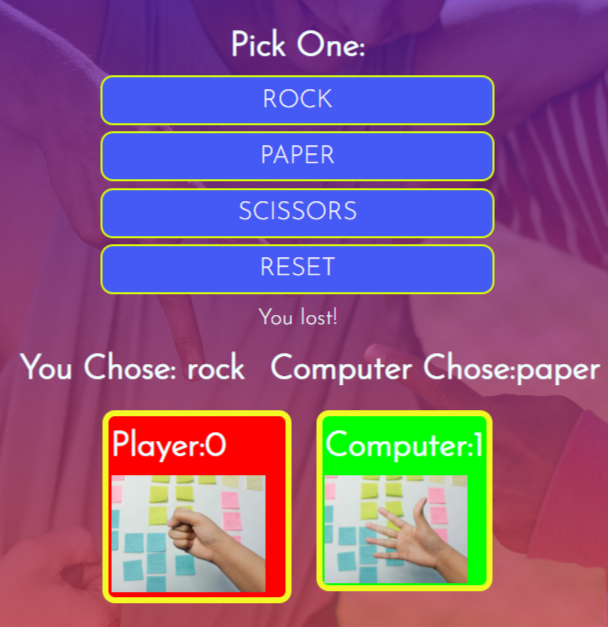 Pick One:
ROCK
PAPER
SCISSORS
RESET
You lost!
You Chose: rock Computer Chose:paper
Player:0 Computer:1